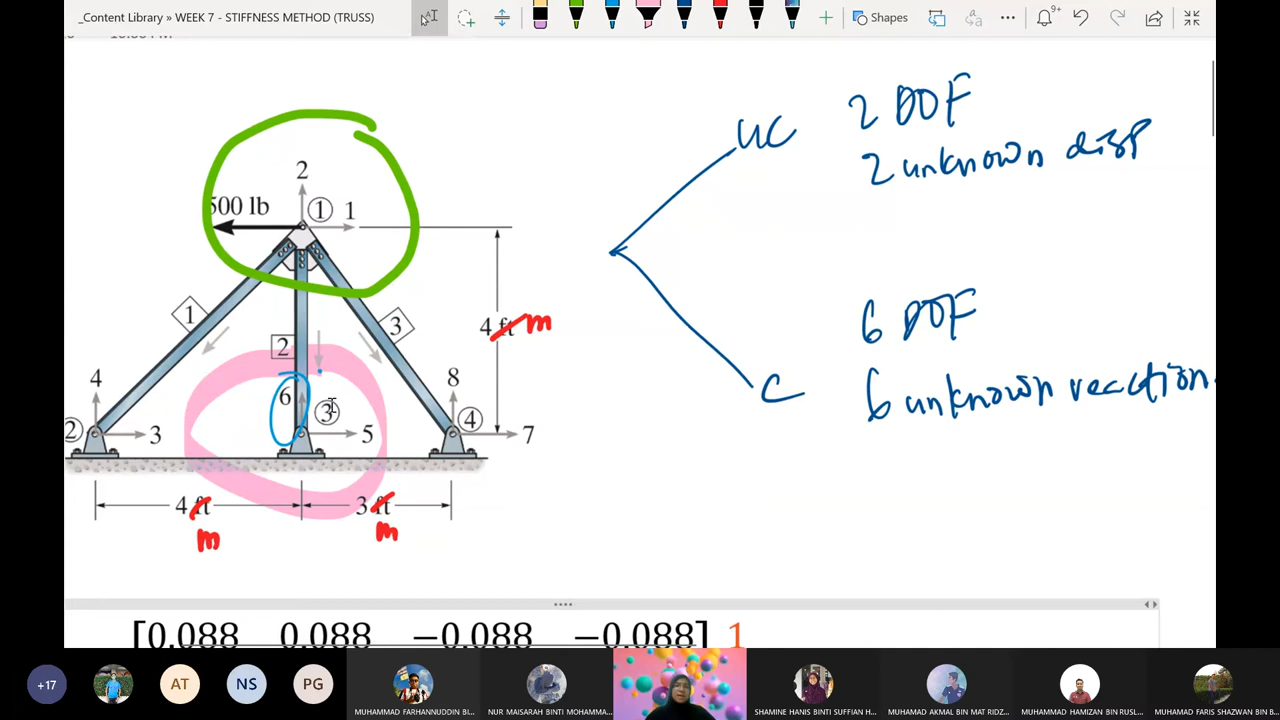 _Content Library » WEEK 7 - STIFFNESS METHOD (TRUSS)
Shapes
9+
2 DOF
UC
2 unknown disp
2
500 lb
1
1
1
3
4 ft m
2
6 DOF
4
6
3
8
C
6 unknown reaction
2
3
5
4
7
4 ft
3 ft
m
m
[0.088 0.088 −0.088 −0.088] 1
+17
AT
NS
PG
MUHAMMAD FARHANNUDDIN BI...
NUR MAISARAH BINTI MOHAMMA...
SHAMINE HANIS BINTI SUFFIAN H...
MUHAMAD AKMAL BIN MAT RIDZ...
MUHAMAD HAMIZAN BIN RUSL...
MUHAMAD FARIS SHAZWAN BIN B...